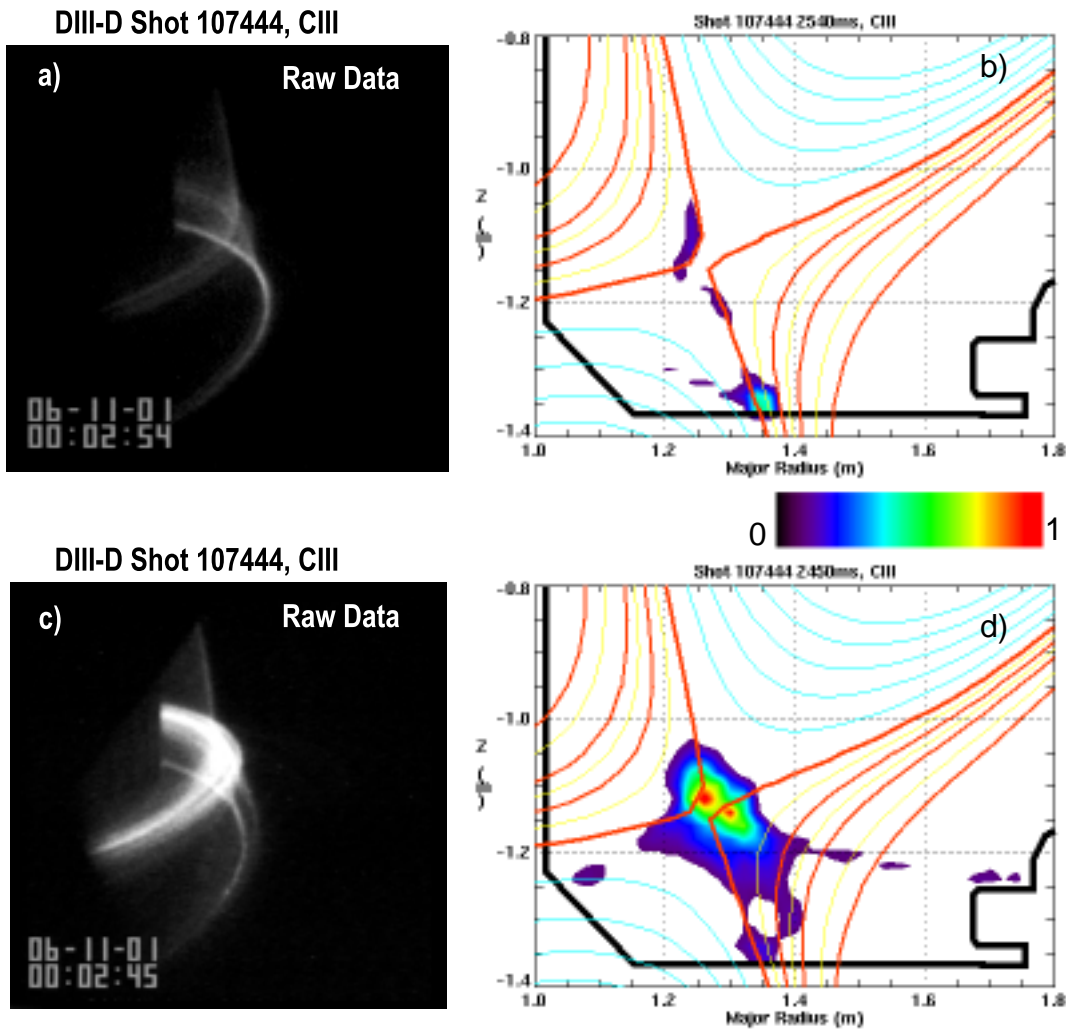 DIII-D Shot 107444, CIII
a)
Raw Data
06-11-01
00:02:54
Shot 107444 2540ms, CIII
b)
-0.8
-1.0
-1.2
-1.4
Z
1.0 1.2 1.4 1.6 1.8
Major Radius (m)
0 1
DIII-D Shot 107444, CIII
c)
Raw Data
06-11-01
00:02:45
Shot 107444 2450ms, CIII
d)
-0.8
-1.0
-1.2
-1.4
Z
1.0 1.2 1.4 1.6 1.8
Major Radius (m)